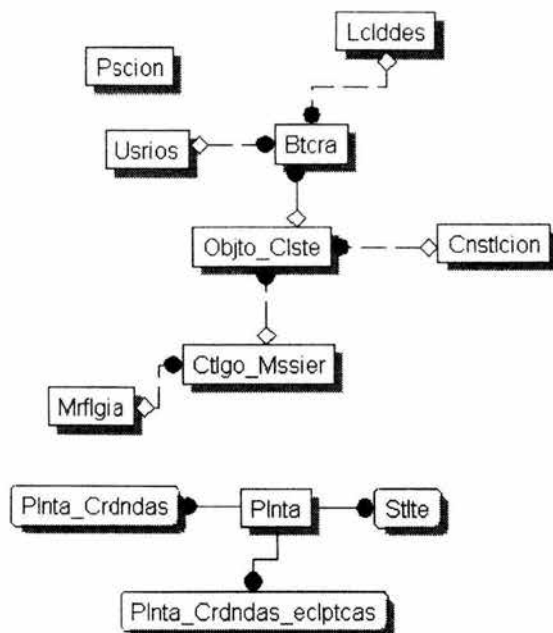 Lclddes
Pscion
Usrios
Btcra
Objto_Clste
Cnstlcion
Ctlgo_Mssier
Mrflgia
Plnta_Crdndas
Plnta
Stlte
Plnta_Crdndas_eclptcas